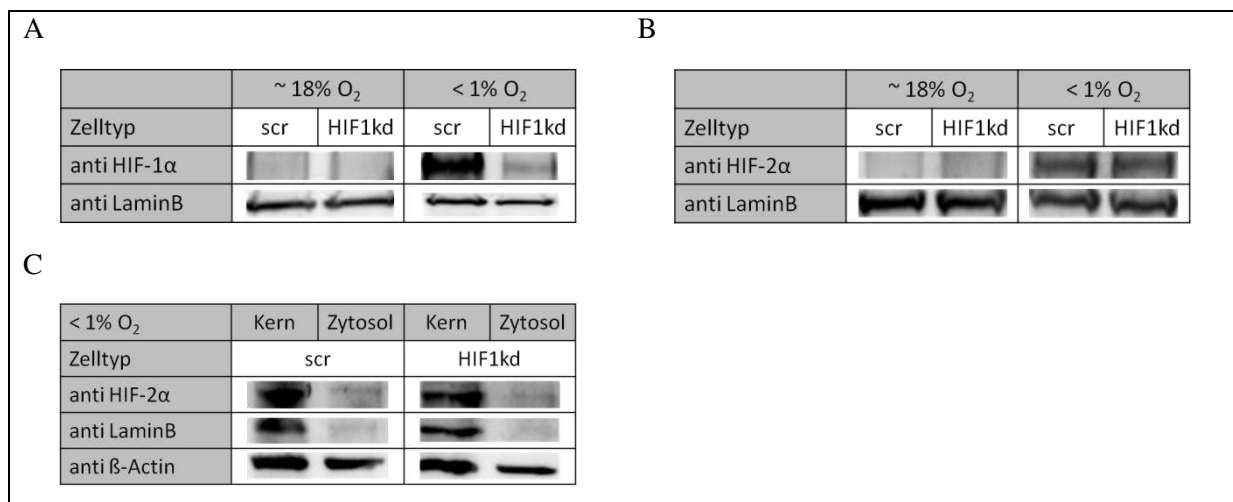 A
~ 18% O₂ < 1% O₂
Zelltyp scr HIF1kd scr HIF1kd
anti HIF-1α
anti LaminB
B
~ 18% O₂ < 1% O₂
Zelltyp scr HIF1kd scr HIF1kd
anti HIF-2α
anti LaminB
C
< 1% O₂ Kern Zytosol Kern Zytosol
Zelltyp scr HIF1kd
anti HIF-2α
anti LaminB
anti ß-Actin